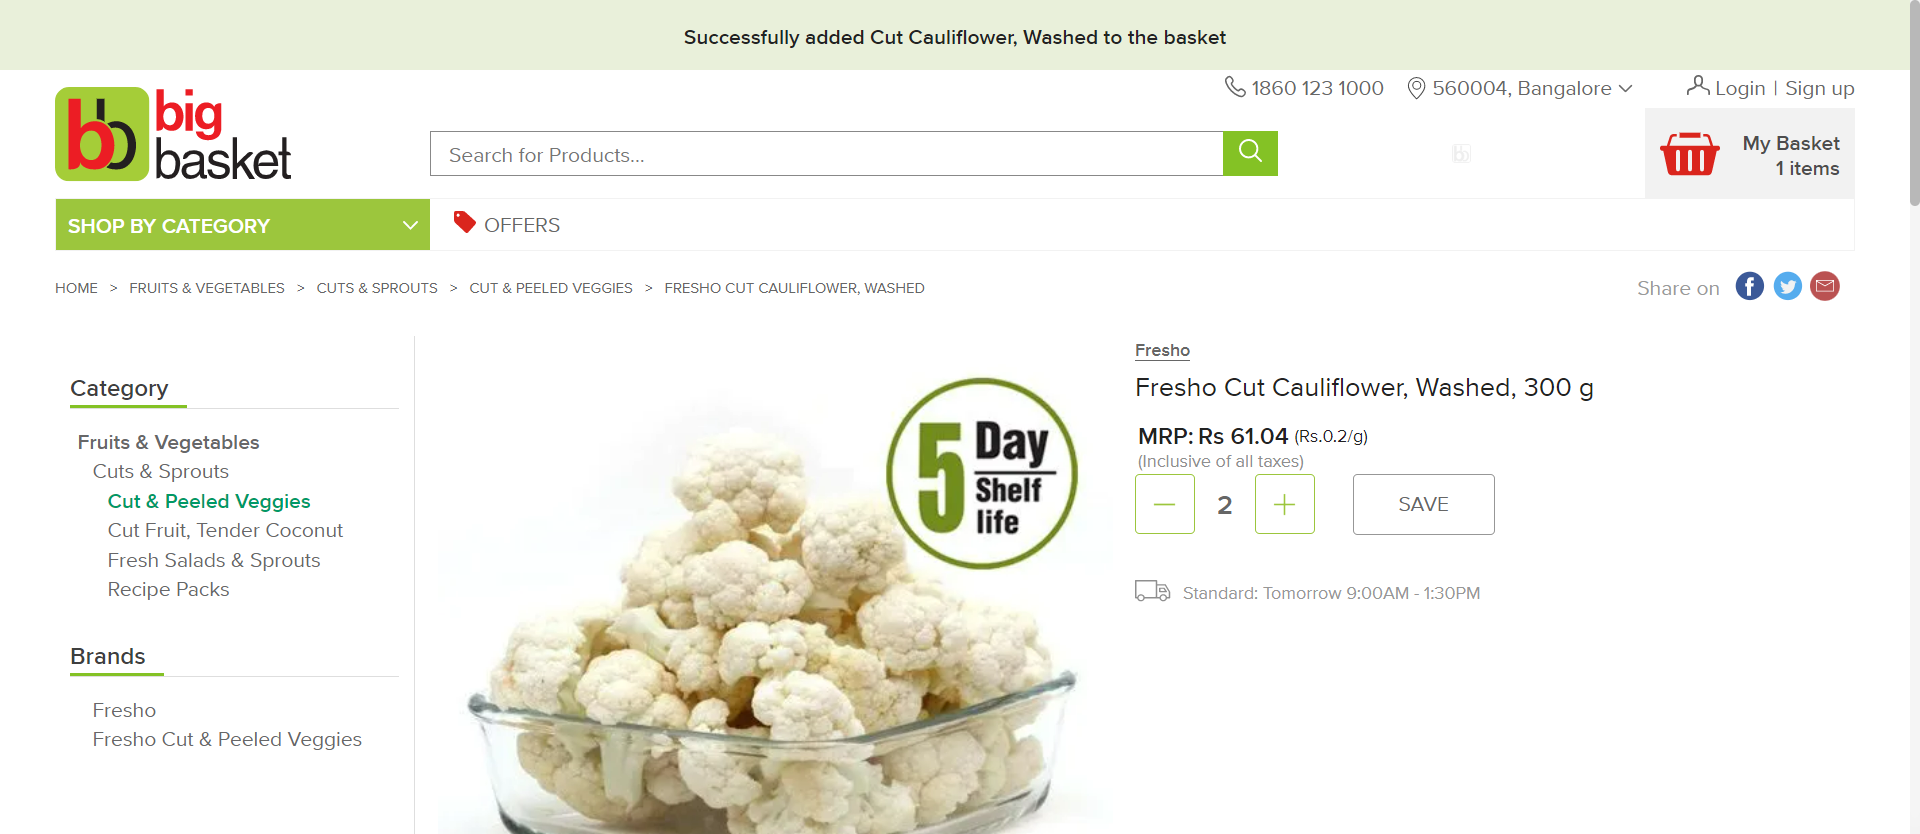 Successfully added Cut Cauliflower, Washed to the basket
1860 123 1000
560004, Bangalore
Login | Sign up
bb
big
basket
Search for Products...
My Basket
1 items
SHOP BY CATEGORY
OFFERS
HOME > FRUITS & VEGETABLES > CUTS & SPROUTS > CUT & PEELED VEGGIES > FRESHO CUT CAULIFLOWER, WASHED
Share on
Category
Fruits & Vegetables
Cuts & Sprouts
Cut & Peeled Veggies
Cut Fruit, Tender Coconut
Fresh Salads & Sprouts
Recipe Packs
Brands
Fresho
Fresho Cut & Peeled Veggies
5 Day
Shelf
life
Fresho
Fresho Cut Cauliflower, Washed, 300 g
MRP: Rs 61.04 (Rs.0.2/g)
(Inclusive of all taxes)
2
SAVE
Standard: Tomorrow 9:00AM - 1:30PM